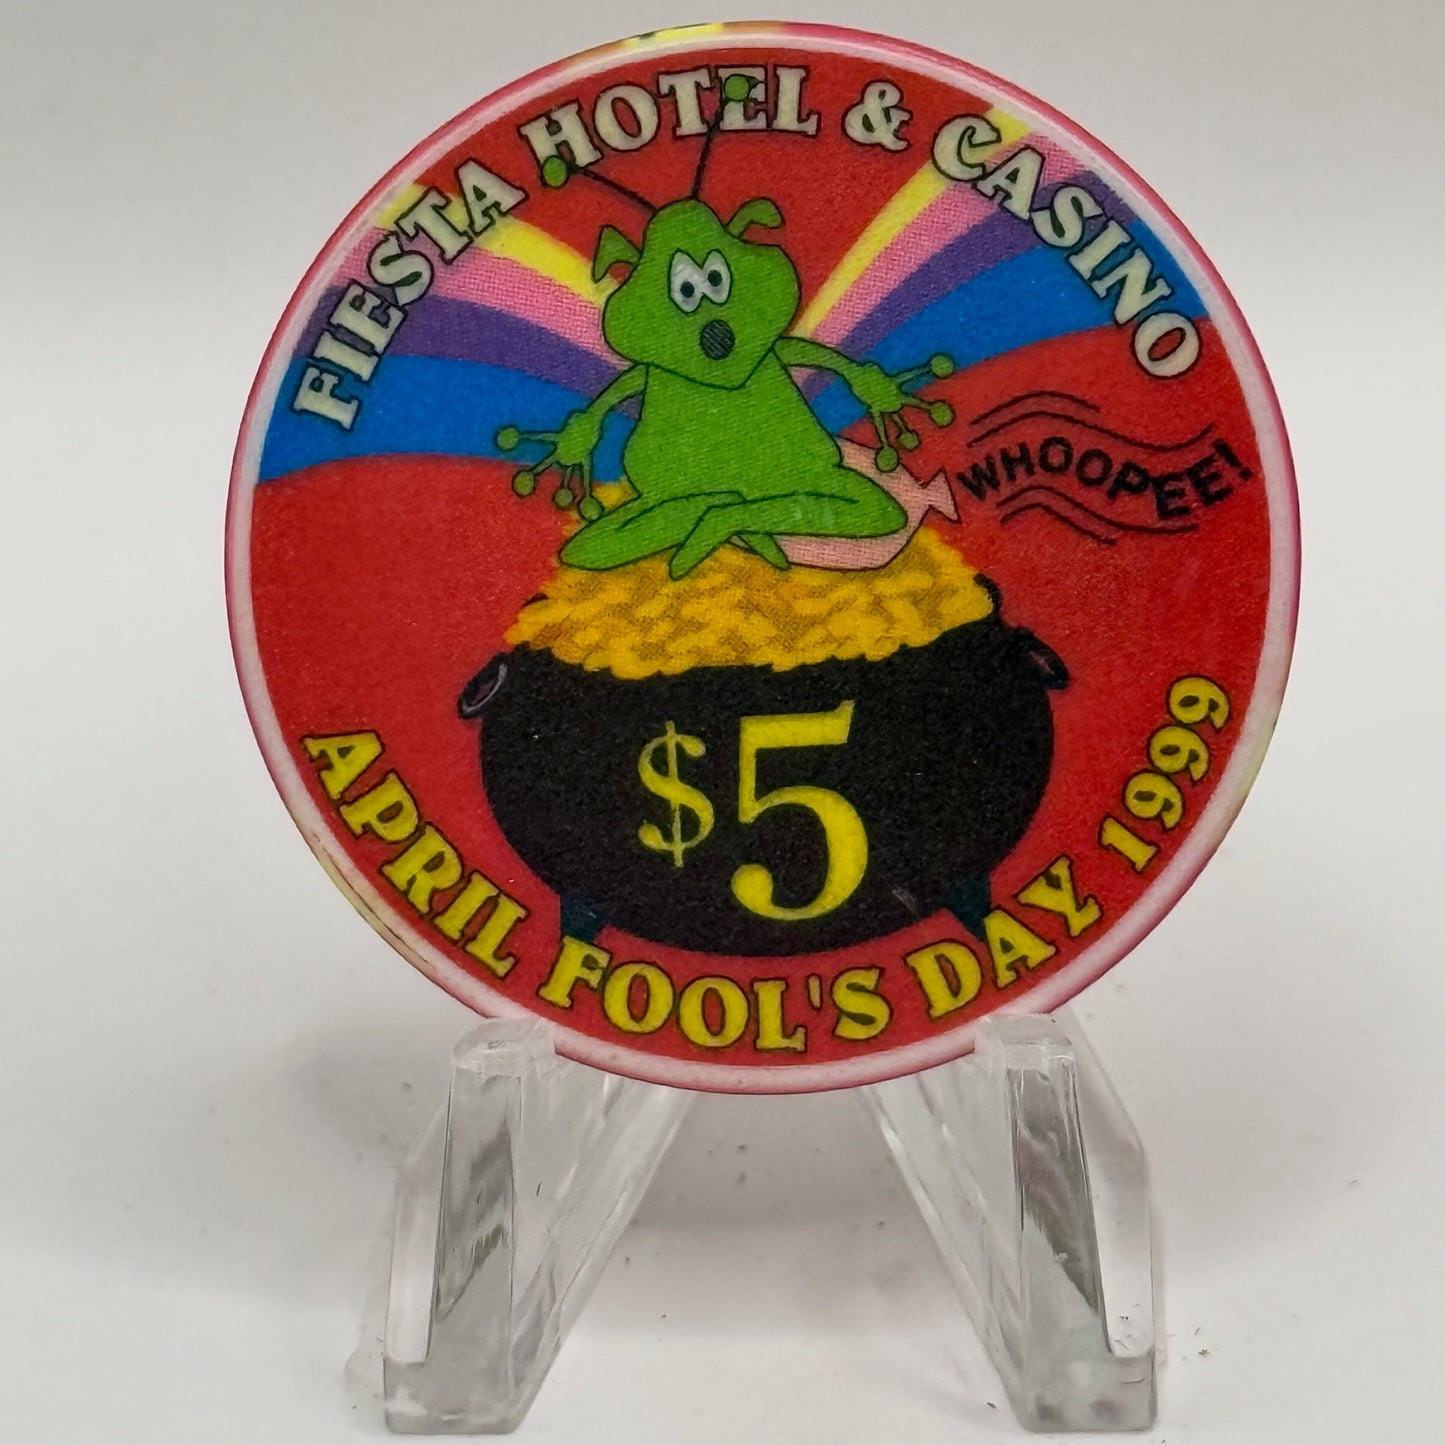 FIESTA HOTEL & CASINO
WHOOPEE!
$5
APRIL FOOL'S DAY 1999